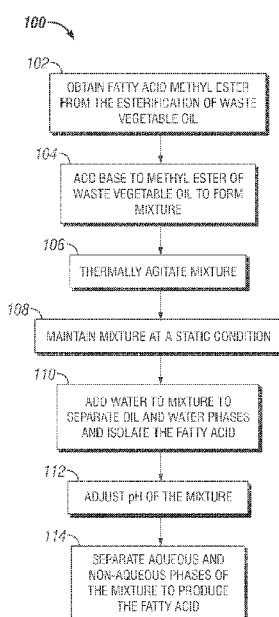 100
102
OBTAIN FATTY ACID METHYL ESTER
FROM THE ESTERIFICATION OF WASTE
VEGETABLE OIL
104
ADD BASE TO METHYL ESTER OF
WASTE VEGETABLE OIL TO FORM
MIXTURE
106
THERMALLY AGITATE MIXTURE
108
MAINTAIN MIXTURE AT A STATIC CONDITION
110
ADD WATER TO MIXTURE TO
SEPARATE OIL AND WATER PHASES
AND ISOLATE THE FATTY ACID
112
ADJUST pH OF THE MIXTURE
114
SEPARATE AQUEOUS AND
NON-AQUEOUS PHASES OF
THE MIXTURE TO PRODUCE
THE FATTY ACID